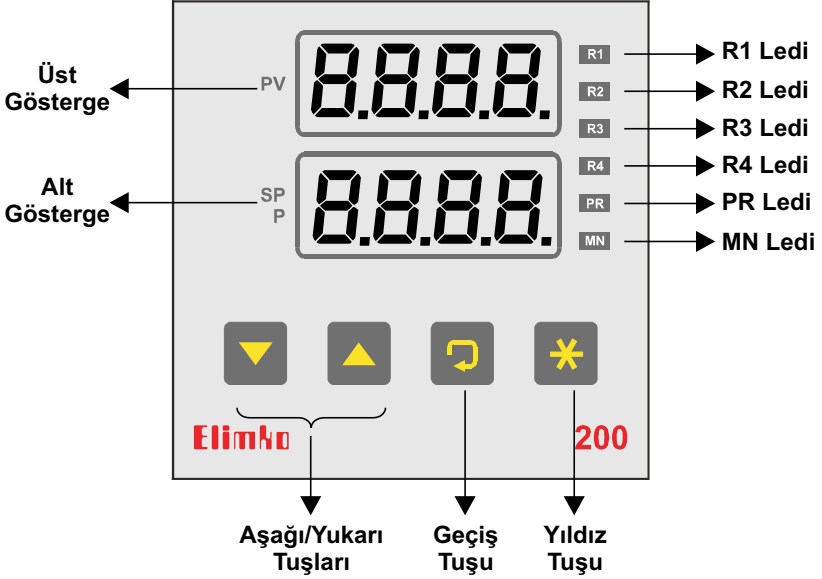 Üst
Gösterge
PV
8.8.8.8.
R1
R1 Ledi
R2
R2 Ledi
R3
R3 Ledi
R4
R4 Ledi
Alt
Gösterge
SP
P
8.8.8.8.
PR
PR Ledi
MN
MN Ledi
Elimko
200
Aşağı/Yukarı
Tuşları
Geçiş
Tuşu
Yıldız
Tuşu